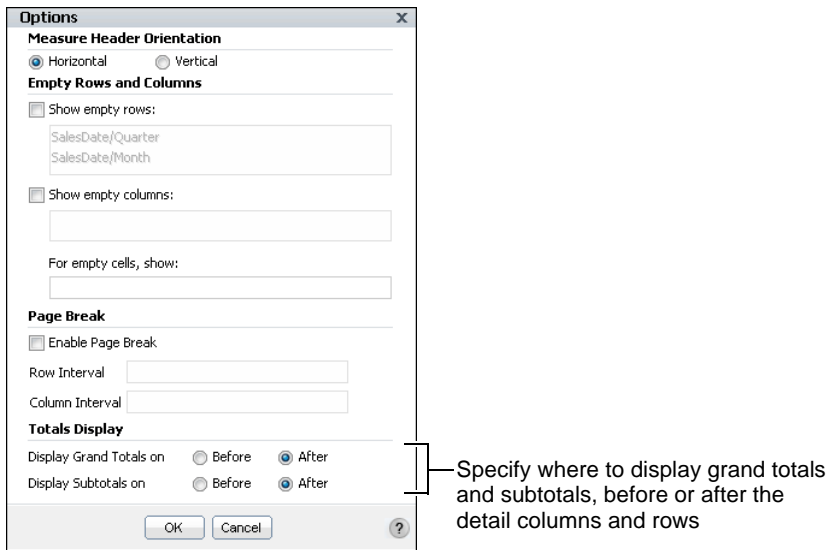 Options x
Measure Header Orientation
Horizontal Vertical
Empty Rows and Columns
Show empty rows:
SalesDate/Quarter
SalesDate/Month
Show empty columns:
For empty cells, show:
Page Break
Enable Page Break
Row Interval
Column Interval
Totals Display
Display Grand Totals on Before After
Display Subtotals on Before After
Specify where to display grand totals
and subtotals, before or after the
detail columns and rows
OK Cancel ?